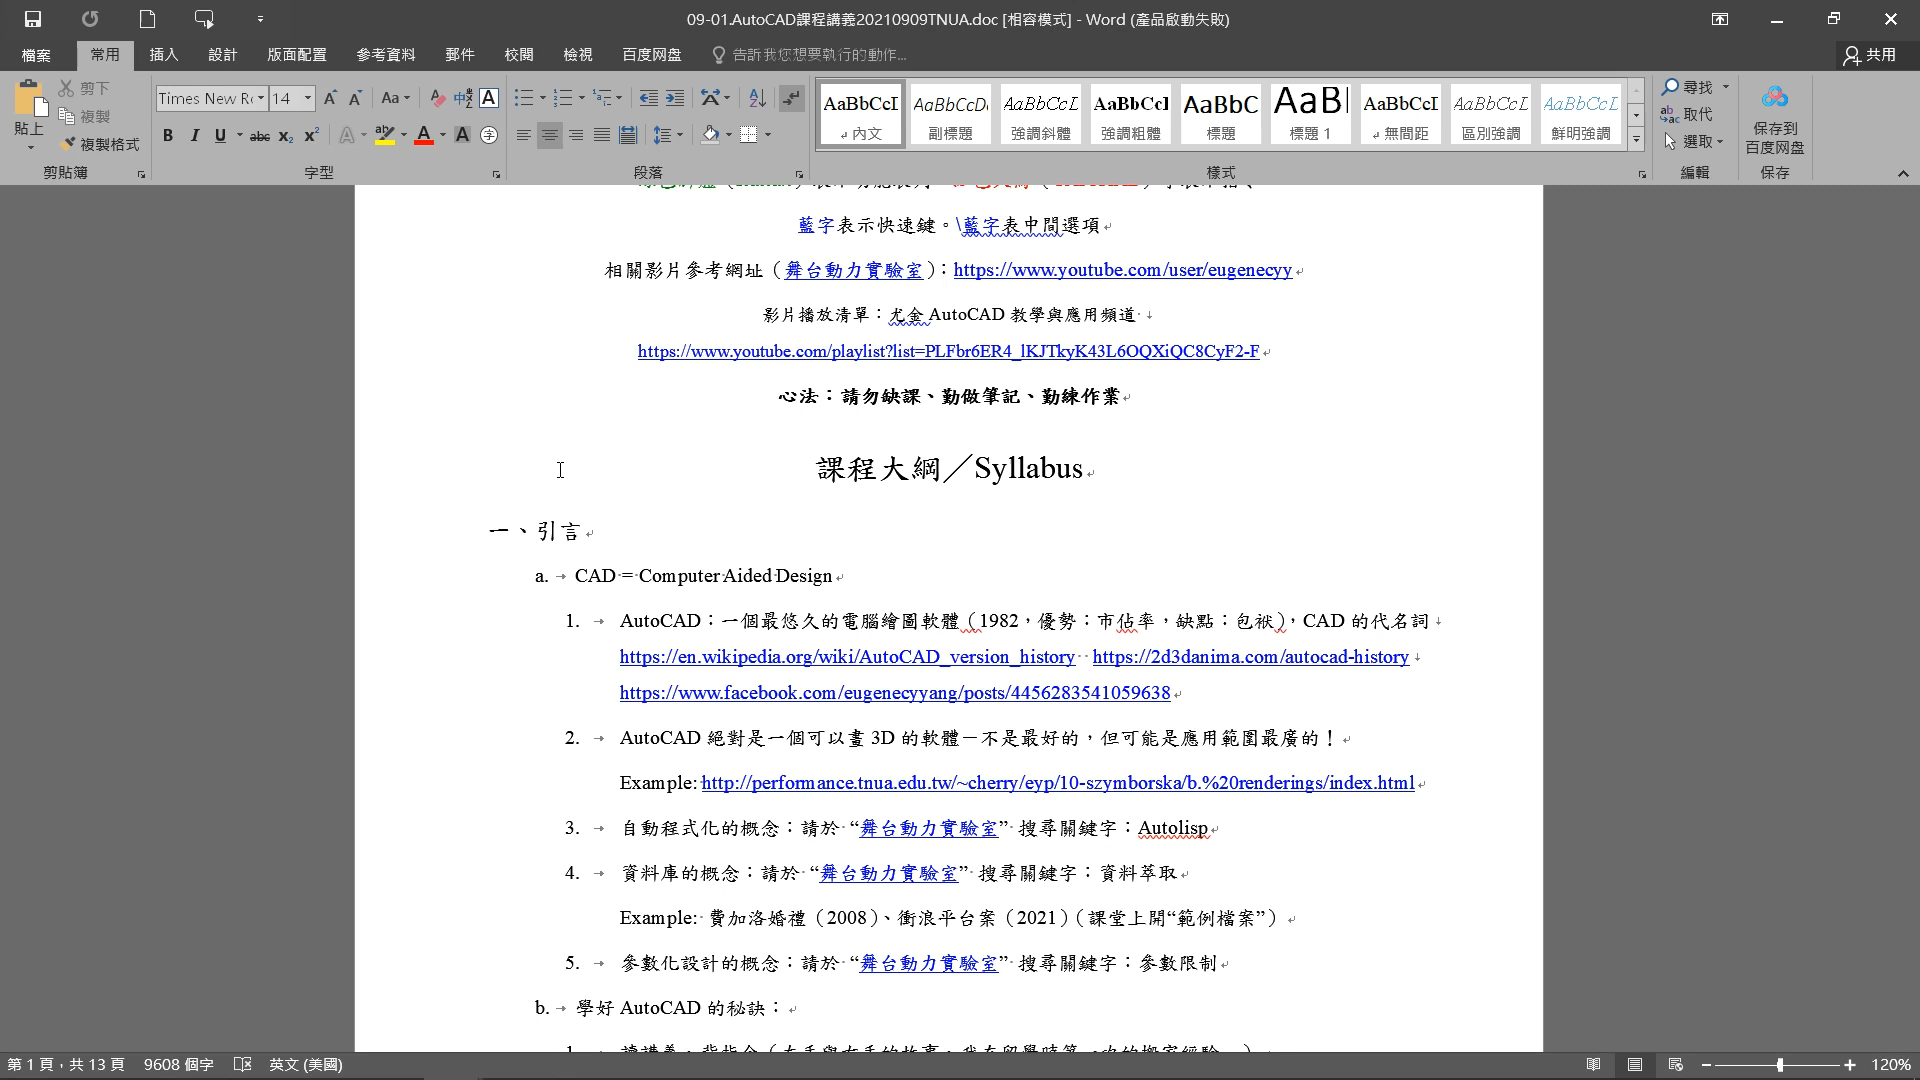 09-01.AutoCAD課程講義20210909TNUA.doc [相容模式] - Word (產品啟動失敗)
檔案 常用 插入 設計 版面配置 參考資料 郵件 校閱 檢視 百度网盘 告訴我您想要執行的動作... 共用
貼上 剪下 複製 複製格式
Times New R 14
AaBbCcI AaBbCcD AaBbCcL AaBbCcI AaBbC AaBl AaBbCcI AaBbCcL AaBbCcL
內文 副標題 強調斜體 強調粗體 標題 標題 1 無間距 區別強調 鮮明強調
尋找 取代 選取
保存到 百度网盘
剪貼簿 字型 段落 樣式 編輯 保存
藍字表示快速鍵。\藍字表中間選項
相關影片參考網址（舞台動力實驗室）：https://www.youtube.com/user/eugenecyy
影片播放清單：尤金 AutoCAD 教學與應用頻道
https://www.youtube.com/playlist?list=PLFbr6ER4_lKJTkyK43L6OQXiQC8CyF2-F
心法：請勿缺課、勤做筆記、勤練作業
課程大綱／Syllabus
一、引言
a. CAD = Computer Aided Design
1. AutoCAD：一個最悠久的電腦繪圖軟體（1982，優勢：市佔率，缺點：包袱），CAD 的代名詞
https://en.wikipedia.org/wiki/AutoCAD_version_history https://2d3danima.com/autocad-history
https://www.facebook.com/eugenecyyang/posts/4456283541059638
2. AutoCAD 絕對是一個可以畫 3D 的軟體－不是最好的，但可能是應用範圍最廣的！
Example: http://performance.tnua.edu.tw/~cherry/eyp/10-szymborska/b.%20renderings/index.html
3. 自動程式化的概念：請於 “舞台動力實驗室” 搜尋關鍵字：Autolisp
4. 資料庫的概念：請於 “舞台動力實驗室” 搜尋關鍵字：資料萃取
Example: 費加洛婚禮（2008）、衝浪平台案（2021）（課堂上開“範例檔案”）
5. 參數化設計的概念：請於 “舞台動力實驗室” 搜尋關鍵字：參數限制
b. 學好 AutoCAD 的秘訣：
第 1 頁，共 13 頁 9608 個字 英文 (美國) 120%